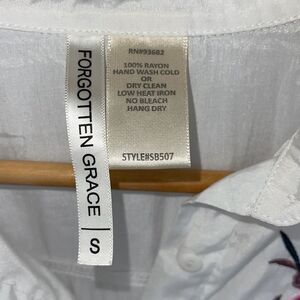 FORGOTTEN GRACE | S
RN#99682
100% RAYON
HAND WASH COLD
OR
DRY CLEAN
LOW HEAT IRON
NO BLEACH
HANG DRY
STYLE#SB507